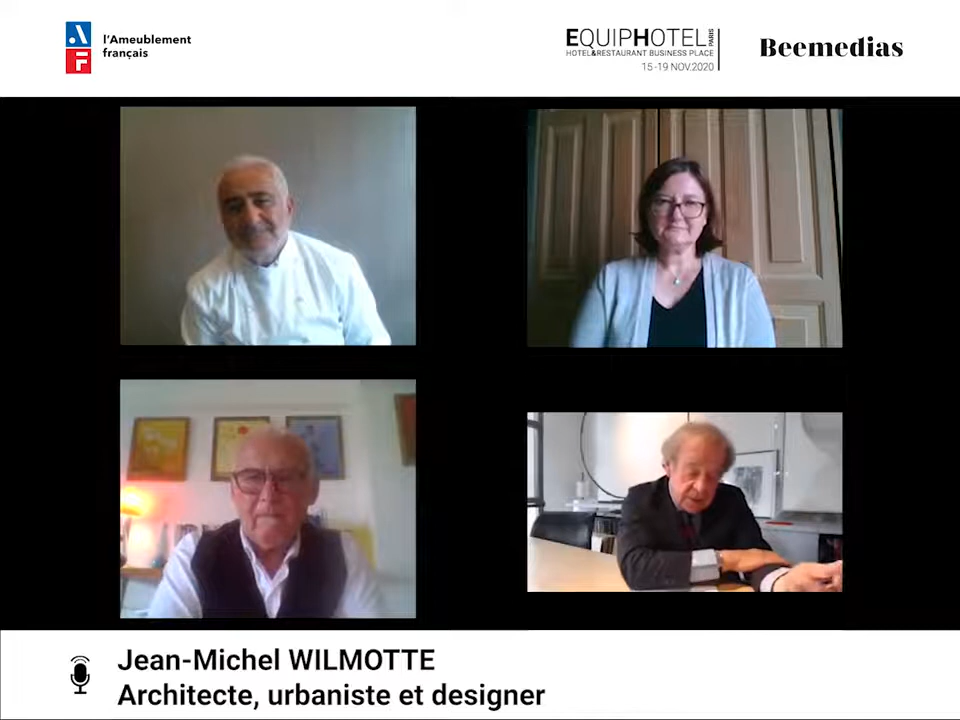 l'Ameublement
français
EQUIPHOTEL PARIS
HOTEL&RESTAURANT BUSINESS PLACE
15-19 NOV.2020
Beemedias
Jean-Michel WILMOTTE
Architecte, urbaniste et designer